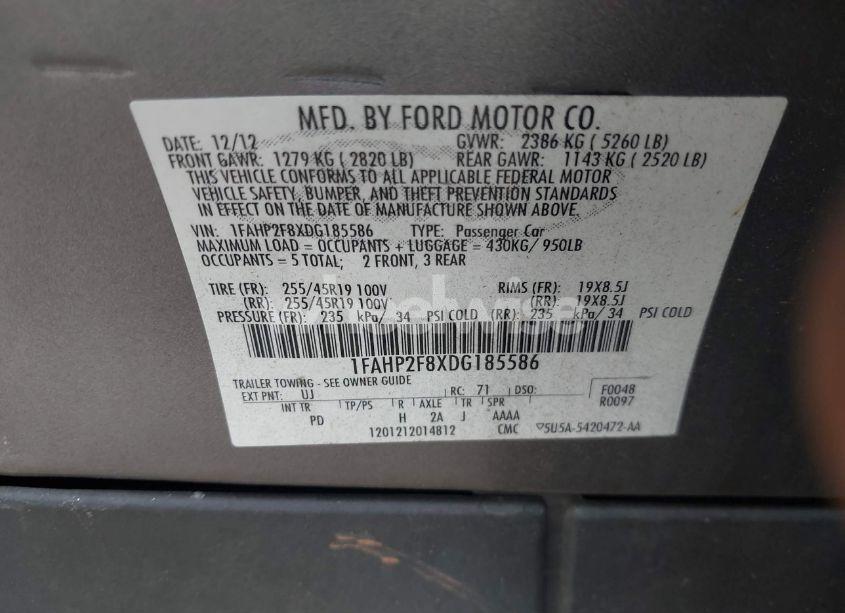 MFD. BY FORD MOTOR CO.
DATE: 12/12 GVWR: 2386 KG ( 5260 LB)
FRONT GAWR: 1279 KG ( 2820 LB) REAR GAWR: 1143 KG ( 2520 LB)
THIS VEHICLE CONFORMS TO ALL APPLICABLE FEDERAL MOTOR
VEHICLE SAFETY, BUMPER, AND THEFT PREVENTION STANDARDS
IN EFFECT ON THE DATE OF MANUFACTURE SHOWN ABOVE.
VIN: 1FAHP2F8XDG185586 TYPE: Passenger Car
MAXIMUM LOAD = OCCUPANTS + LUGGAGE = 430KG/ 950LB
OCCUPANTS = 5 TOTAL; 2 FRONT, 3 REAR
TIRE (FR): 255/45R19 100V RIMS (FR): 19X8.5J
(RR): 255/45R19 100V (RR): 19X8.5J
PRESSURE (FR): 235 kPa/ 34 PSI COLD (RR): 235 kPa/ 34 PSI COLD
1FAHP2F8XDG185586
TRAILER TOWING - SEE OWNER GUIDE
EXT PNT: UJ RC: 71 DSO: F0048
INT TR TP/PS R AXLE TR SPR R0097
PD H 2A J AAAA
1201212014812 CMC 5U5A-5420472-AA